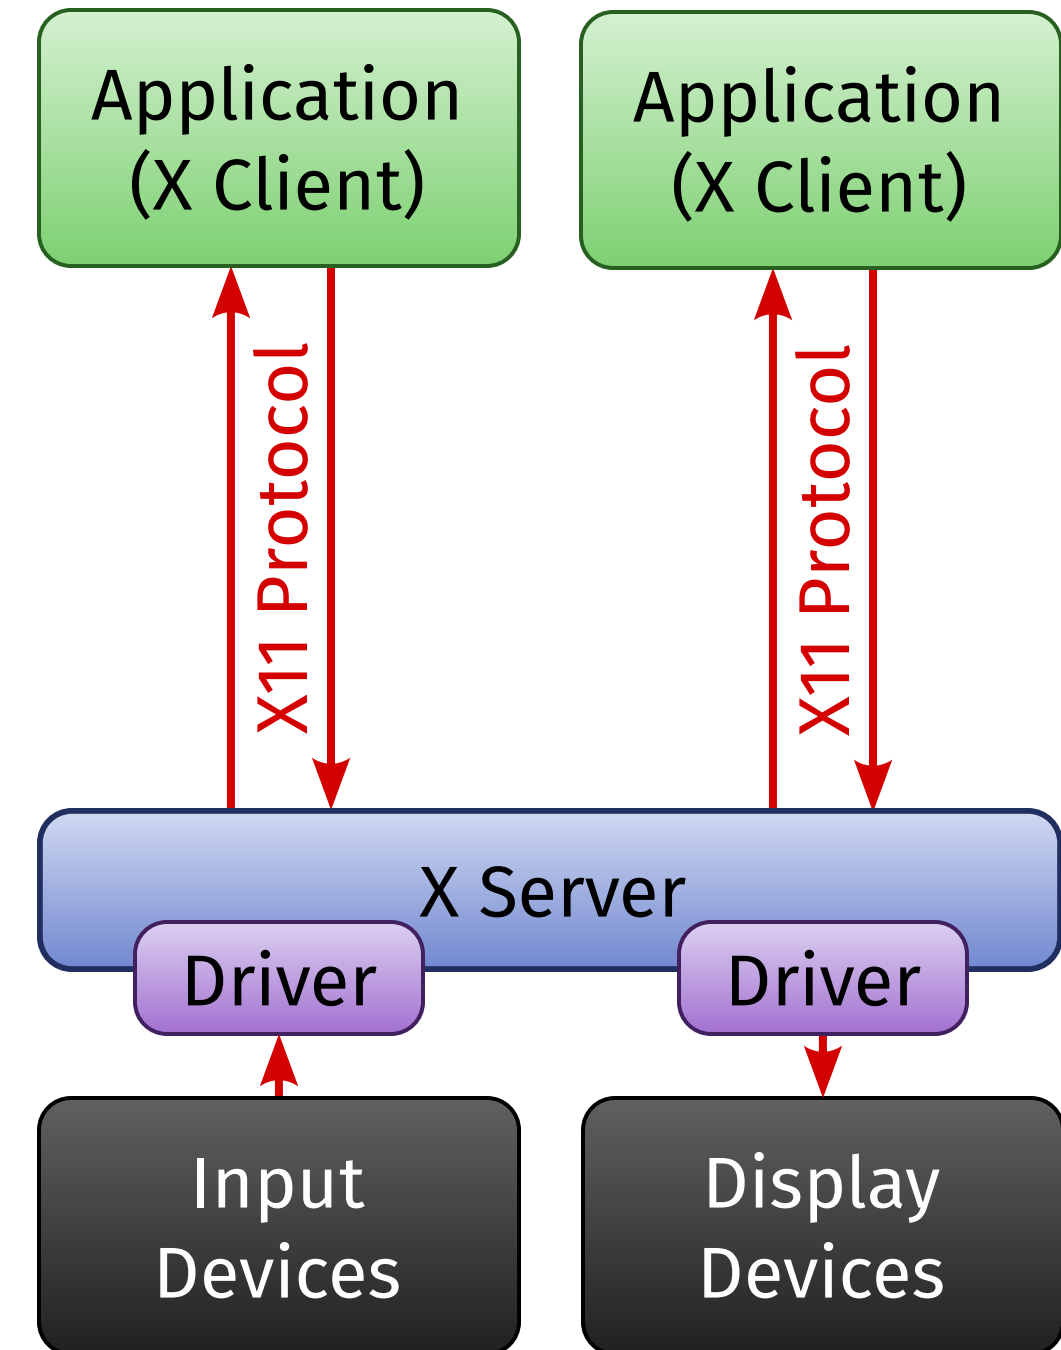 Application
(X Client)
Application
(X Client)
X11 Protocol
X11 Protocol
X Server
Driver
Driver
Input
Devices
Display
Devices